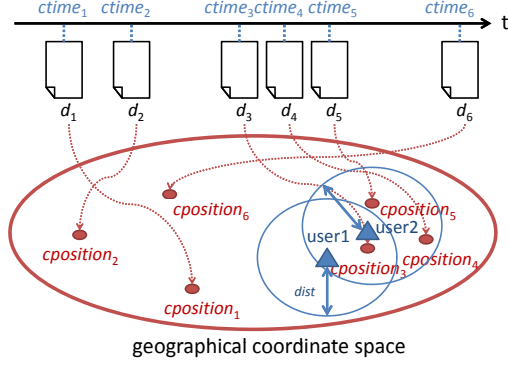 ctime₁ ctime₂ ctime₃ ctime₄ ctime₅ ctime₆
t
d₁ d₂ d₃ d₄ d₅ d₆
cposition₆
cposition₅
user1 user2
cposition₂
cposition₃ cposition₄
dist
cposition₁
geographical coordinate space